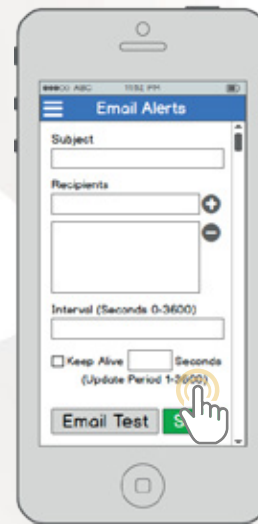 ABC 11:52 PM
Email Alerts
Subject
Recipients
Interval (Seconds 0-3600)
Keep Alive Seconds
(Update Period 1-3600)
Email Test